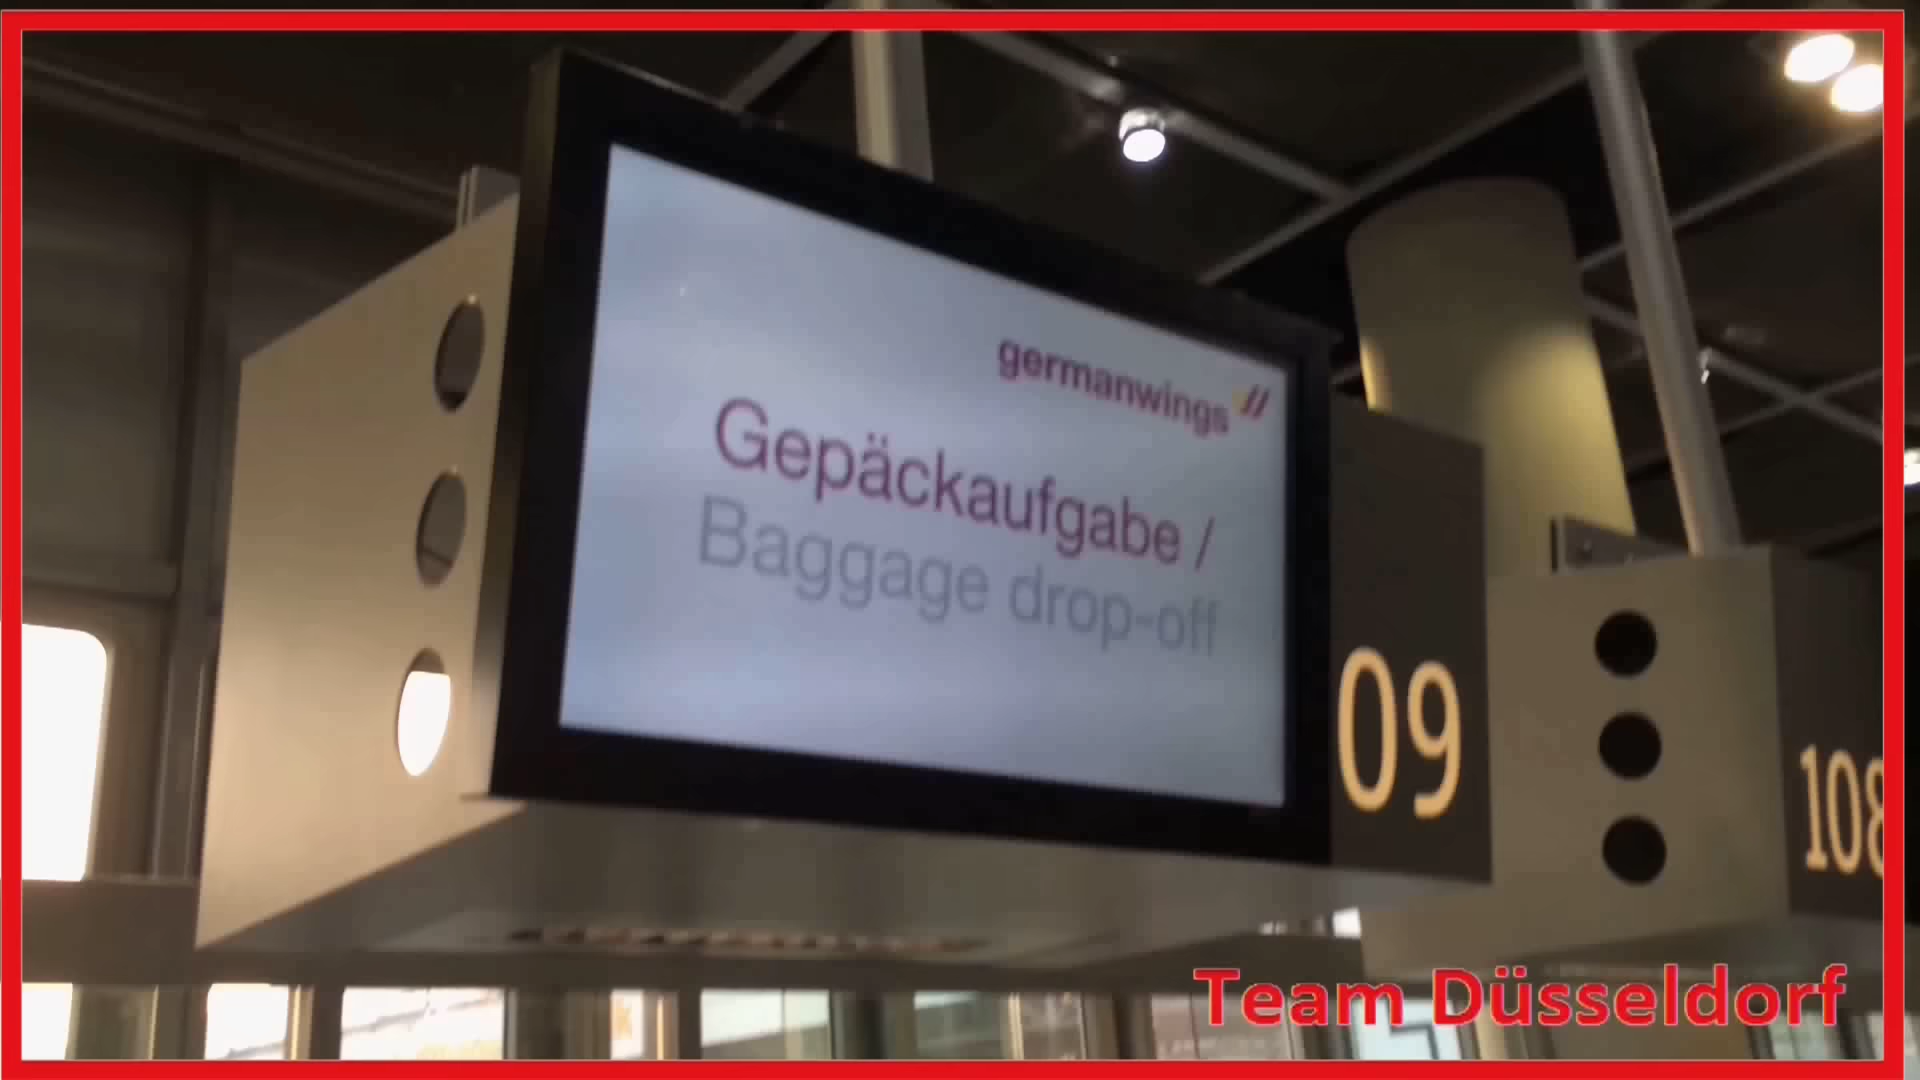 germanwings
Gepäckaufgabe /
Baggage drop-off
09
108
Team Düsseldorf